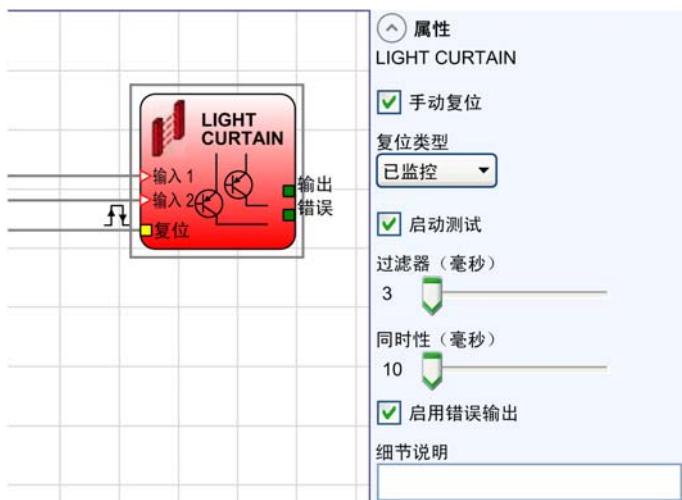 LIGHT
CURTAIN
输入 1
输入 2
复位
输出
错误
属性
LIGHT CURTAIN
手动复位
复位类型
已监控
启动测试
过滤器（毫秒）
3
同时性（毫秒）
10
启用错误输出
细节说明